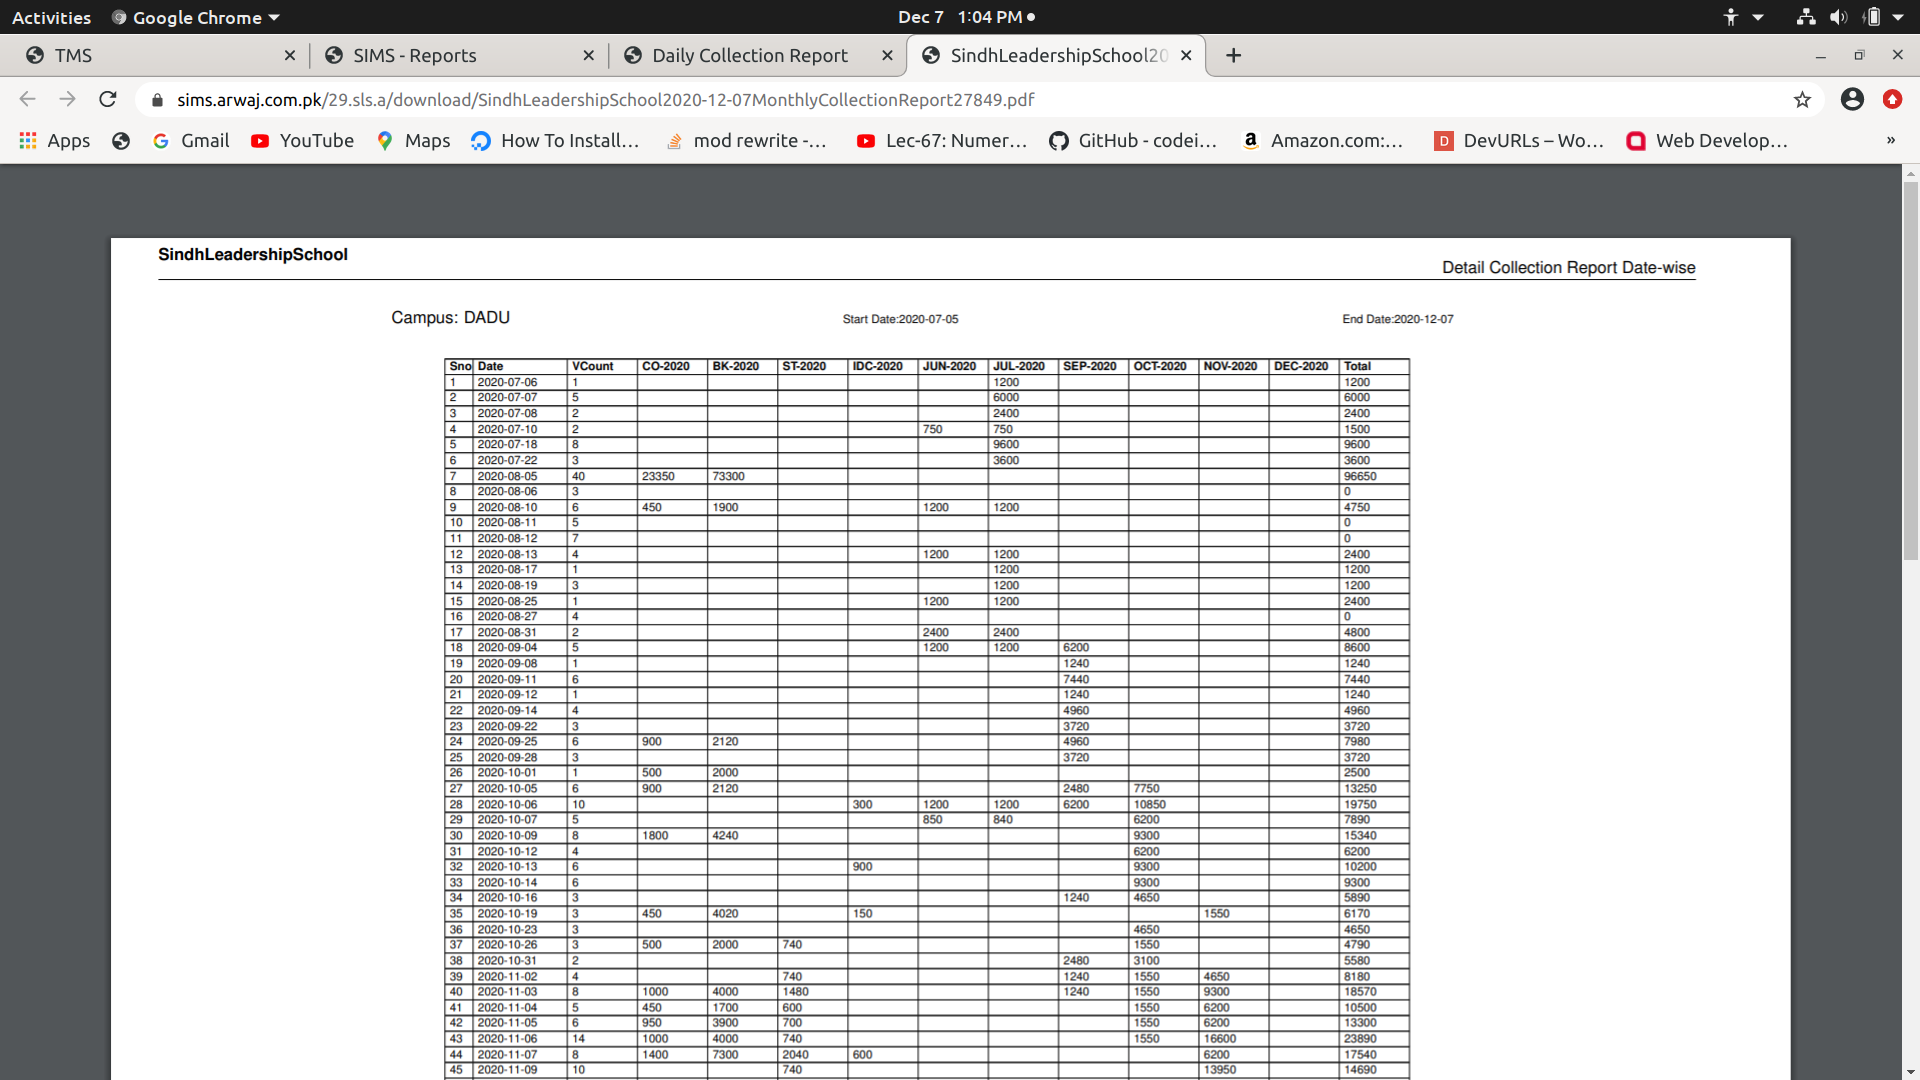 Activities Google Chrome Dec 7 1:04 PM
TMS SIMS - Reports Daily Collection Report SindhLeadershipSchool20
sims.arwaj.com.pk/29.sls.a/download/SindhLeadershipSchool2020-12-07MonthlyCollectionReport27849.pdf
Apps Gmail YouTube Maps How To Install... mod rewrite -... Lec-67: Numer... GitHub - codei... Amazon.com:... DevURLs – Wo... Web Develop... »
SindhLeadershipSchool
Detail Collection Report Date-wise
Campus: DADU Start Date:2020-07-05 End Date:2020-12-07
Sno Date VCount CO-2020 BK-2020 ST-2020 IDC-2020 JUN-2020 JUL-2020 SEP-2020 OCT-2020 NOV-2020 DEC-2020 Total
1 2020-07-06 1 1200 1200
2 2020-07-07 5 6000 6000
3 2020-07-08 2 2400 2400
4 2020-07-10 2 750 750 1500
5 2020-07-18 8 9600 9600
6 2020-07-22 3 3600 3600
7 2020-08-05 40 23350 73300 96650
8 2020-08-06 3 0
9 2020-08-10 6 450 1900 1200 1200 4750
10 2020-08-11 5 0
11 2020-08-12 7 0
12 2020-08-13 4 1200 1200 2400
13 2020-08-17 1 1200 1200
14 2020-08-19 3 1200 1200
15 2020-08-25 1 1200 1200 2400
16 2020-08-27 4 0
17 2020-08-31 2 2400 2400 4800
18 2020-09-04 5 1200 1200 6200 8600
19 2020-09-08 1 1240 1240
20 2020-09-11 6 7440 7440
21 2020-09-12 1 1240 1240
22 2020-09-14 4 4960 4960
23 2020-09-22 3 3720 3720
24 2020-09-25 6 900 2120 4960 7980
25 2020-09-28 3 3720 3720
26 2020-10-01 1 500 2000 2500
27 2020-10-05 6 900 2120 2480 7750 13250
28 2020-10-06 10 300 1200 1200 6200 10850 19750
29 2020-10-07 5 850 840 6200 7890
30 2020-10-09 8 1800 4240 9300 15340
31 2020-10-12 4 6200 6200
32 2020-10-13 6 900 9300 10200
33 2020-10-14 6 9300 9300
34 2020-10-16 3 1240 4650 5890
35 2020-10-19 3 450 4020 150 1550 6170
36 2020-10-23 3 4650 4650
37 2020-10-26 3 500 2000 740 1550 4790
38 2020-10-31 2 2480 3100 5580
39 2020-11-02 4 740 1240 1550 4650 8180
40 2020-11-03 8 1000 4000 1480 1240 1550 9300 18570
41 2020-11-04 5 450 1700 600 1550 6200 10500
42 2020-11-05 6 950 3900 700 1550 6200 13300
43 2020-11-06 14 1000 4000 740 1550 16600 23890
44 2020-11-07 8 1400 7300 2040 600 6200 17540
45 2020-11-09 10 740 13950 14690